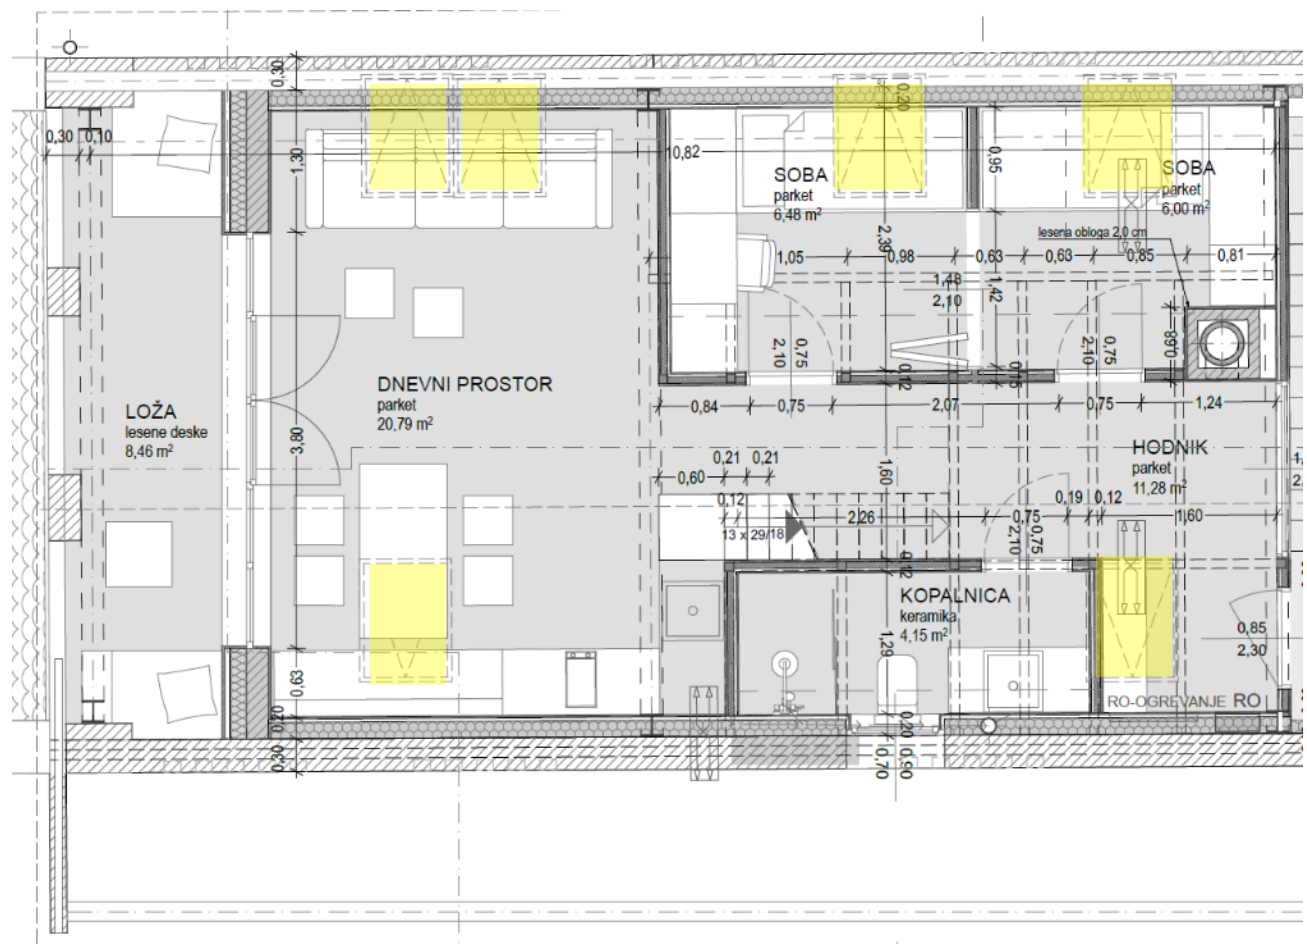 0,30
0,20
0,30
0,10
1,30
10,82
0,95
SOBA
parket
6,48 m²
SOBA
parket
6,00 m²
lesena obloga 2,0 cm
2,39
1,05
0,98
0,63
0,63
0,85
0,81
1,48
2,10
1,42
0,75
2,10
0,75
2,10
0,68
0,12
0,15
DNEVNI PROSTOR
parket
20,79 m²
LOŽA
lesene deske
8,46 m²
3,80
0,84
0,75
2,07
0,75
1,24
HODNIK
parket
11,28 m²
0,21
0,21
0,60
1,60
0,12
2,26
0,75
0,19
0,12
1,60
13 x 29/18
0,75
2,10
0,12
KOPALNICA
keramika
4,15 m²
1,29
0,85
2,30
0,63
RO-OGREVANJE RO
0,20
0,20
0,30
0,70
0,90